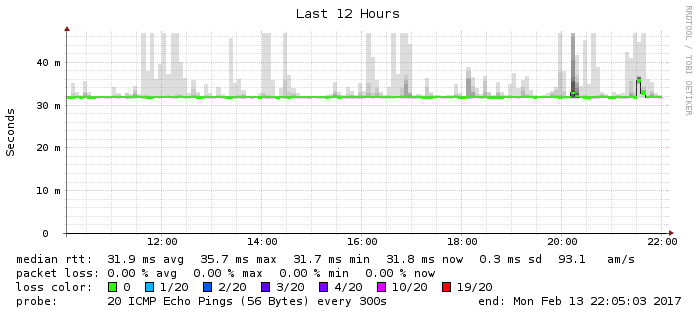 Last 12 Hours
RRDTOOL / TOBI OETIKER
Seconds
40 m
30 m
20 m
10 m
0
12:00 14:00 16:00 18:00 20:00 22:00
median rtt: 31.9 ms avg 35.7 ms max 31.7 ms min 31.8 ms now 0.3 ms sd 93.1 am/s
packet loss: 0.00 % avg 0.00 % max 0.00 % min 0.00 % now
loss color: 0 1/20 2/20 3/20 4/20 10/20 19/20
probe: 20 ICMP Echo Pings (56 Bytes) every 300s end: Mon Feb 13 22:05:03 2017